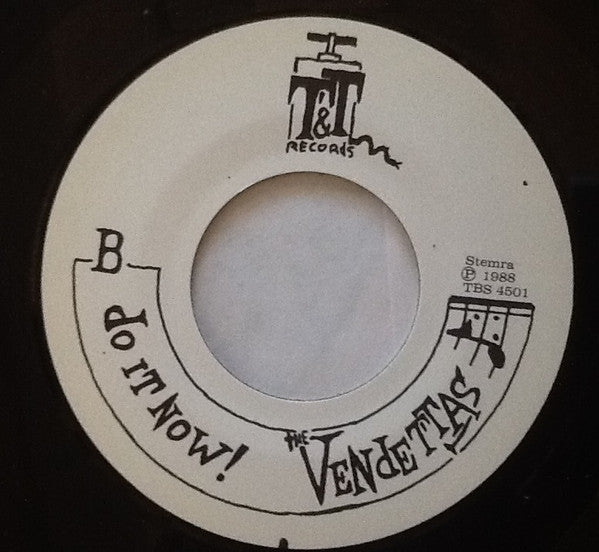 T&T
RECORdS
Stemra
Ⓟ 1988
TBS 4501
B
do IT NOW!
THE VENdETTAS